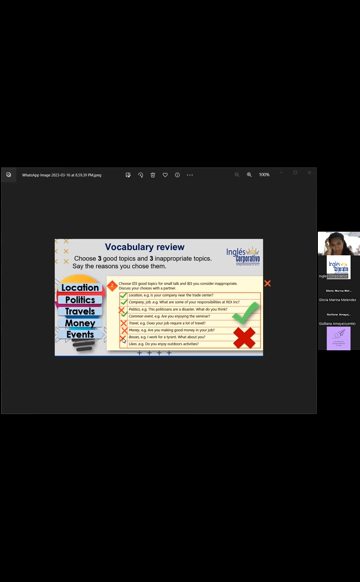 WhatsApp Image 2023-03-16 at 8.39.39 PM.jpeg
100%
Vocabulary review
Choose 3 good topics and 3 inappropriate topics.
Say the reasons you chose them.
Inglés
Corporativo
Location
Politics
Travels
Money
Events
Choose (3) good topics for small talk and (3) you consider inappropriate.
Discuss your choices with a partner.
Location, e.g. Is your company near the trade center?
Company, job e.g. What are some of your responsibilities at REX Inc?
Politics, e.g. This politicians are a disaster. What do you think?
Common event, e.g. Are you enjoying the seminar?
Travel, e.g. Does your job require a lot of travel?
Money, e.g. Are you making good money in your job?
Bosses, e.g. I work for a tyrant. What about you?
Likes, e.g. Do you enjoy outdoors activities?
Inglés
Corporativo
Gloria Marina Melendez